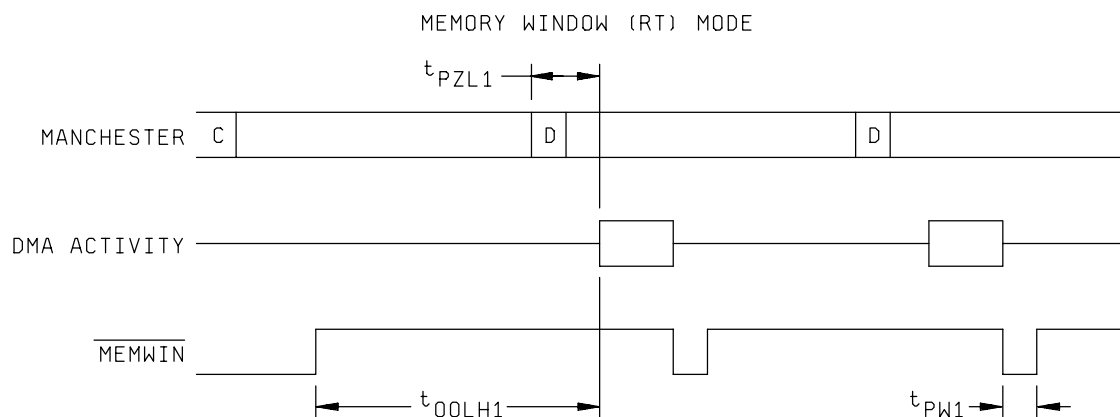 MEMORY WINDOW (RT) MODE
tPZL1
MANCHESTER C D D
DMA ACTIVITY
MEMWIN
tOOLH1 tPW1